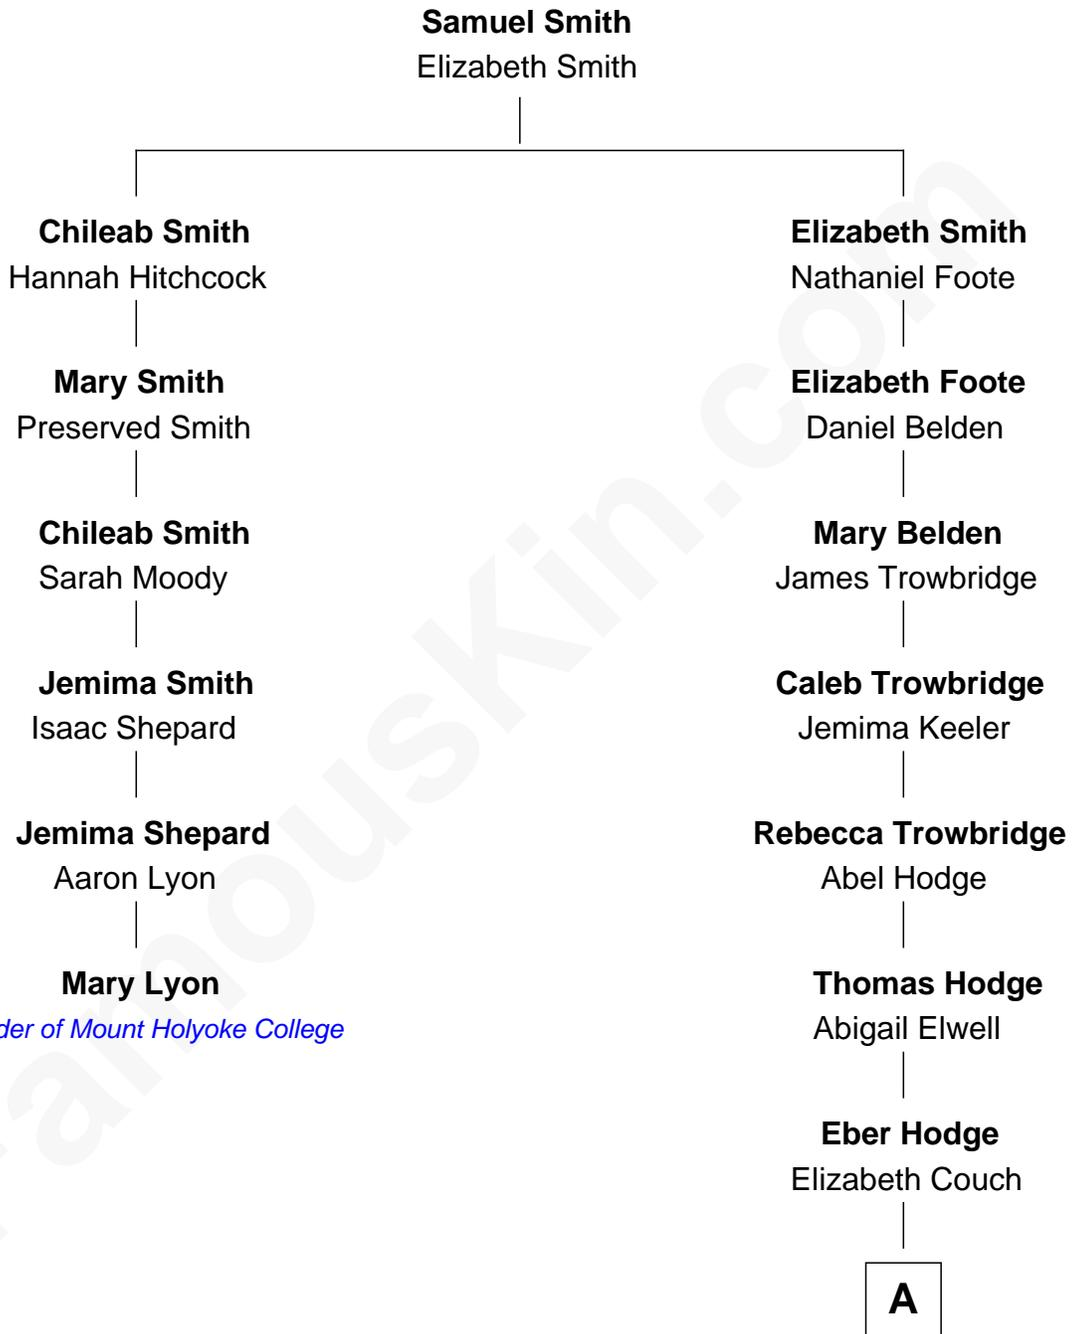 Samuel Smith
Elizabeth Smith
Chileab Smith
Hannah Hitchcock
Elizabeth Smith
Nathaniel Foote
Mary Smith
Preserved Smith
Elizabeth Foote
Daniel Belden
Chileab Smith
Sarah Moody
Mary Belden
James Trowbridge
Jemima Smith
Isaac Shepard
Caleb Trowbridge
Jemima Keeler
Jemima Shepard
Aaron Lyon
Rebecca Trowbridge
Abel Hodge
Mary Lyon
der of Mount Holyoke College
Thomas Hodge
Abigail Elwell
Eber Hodge
Elizabeth Couch
A
FamousKin.com